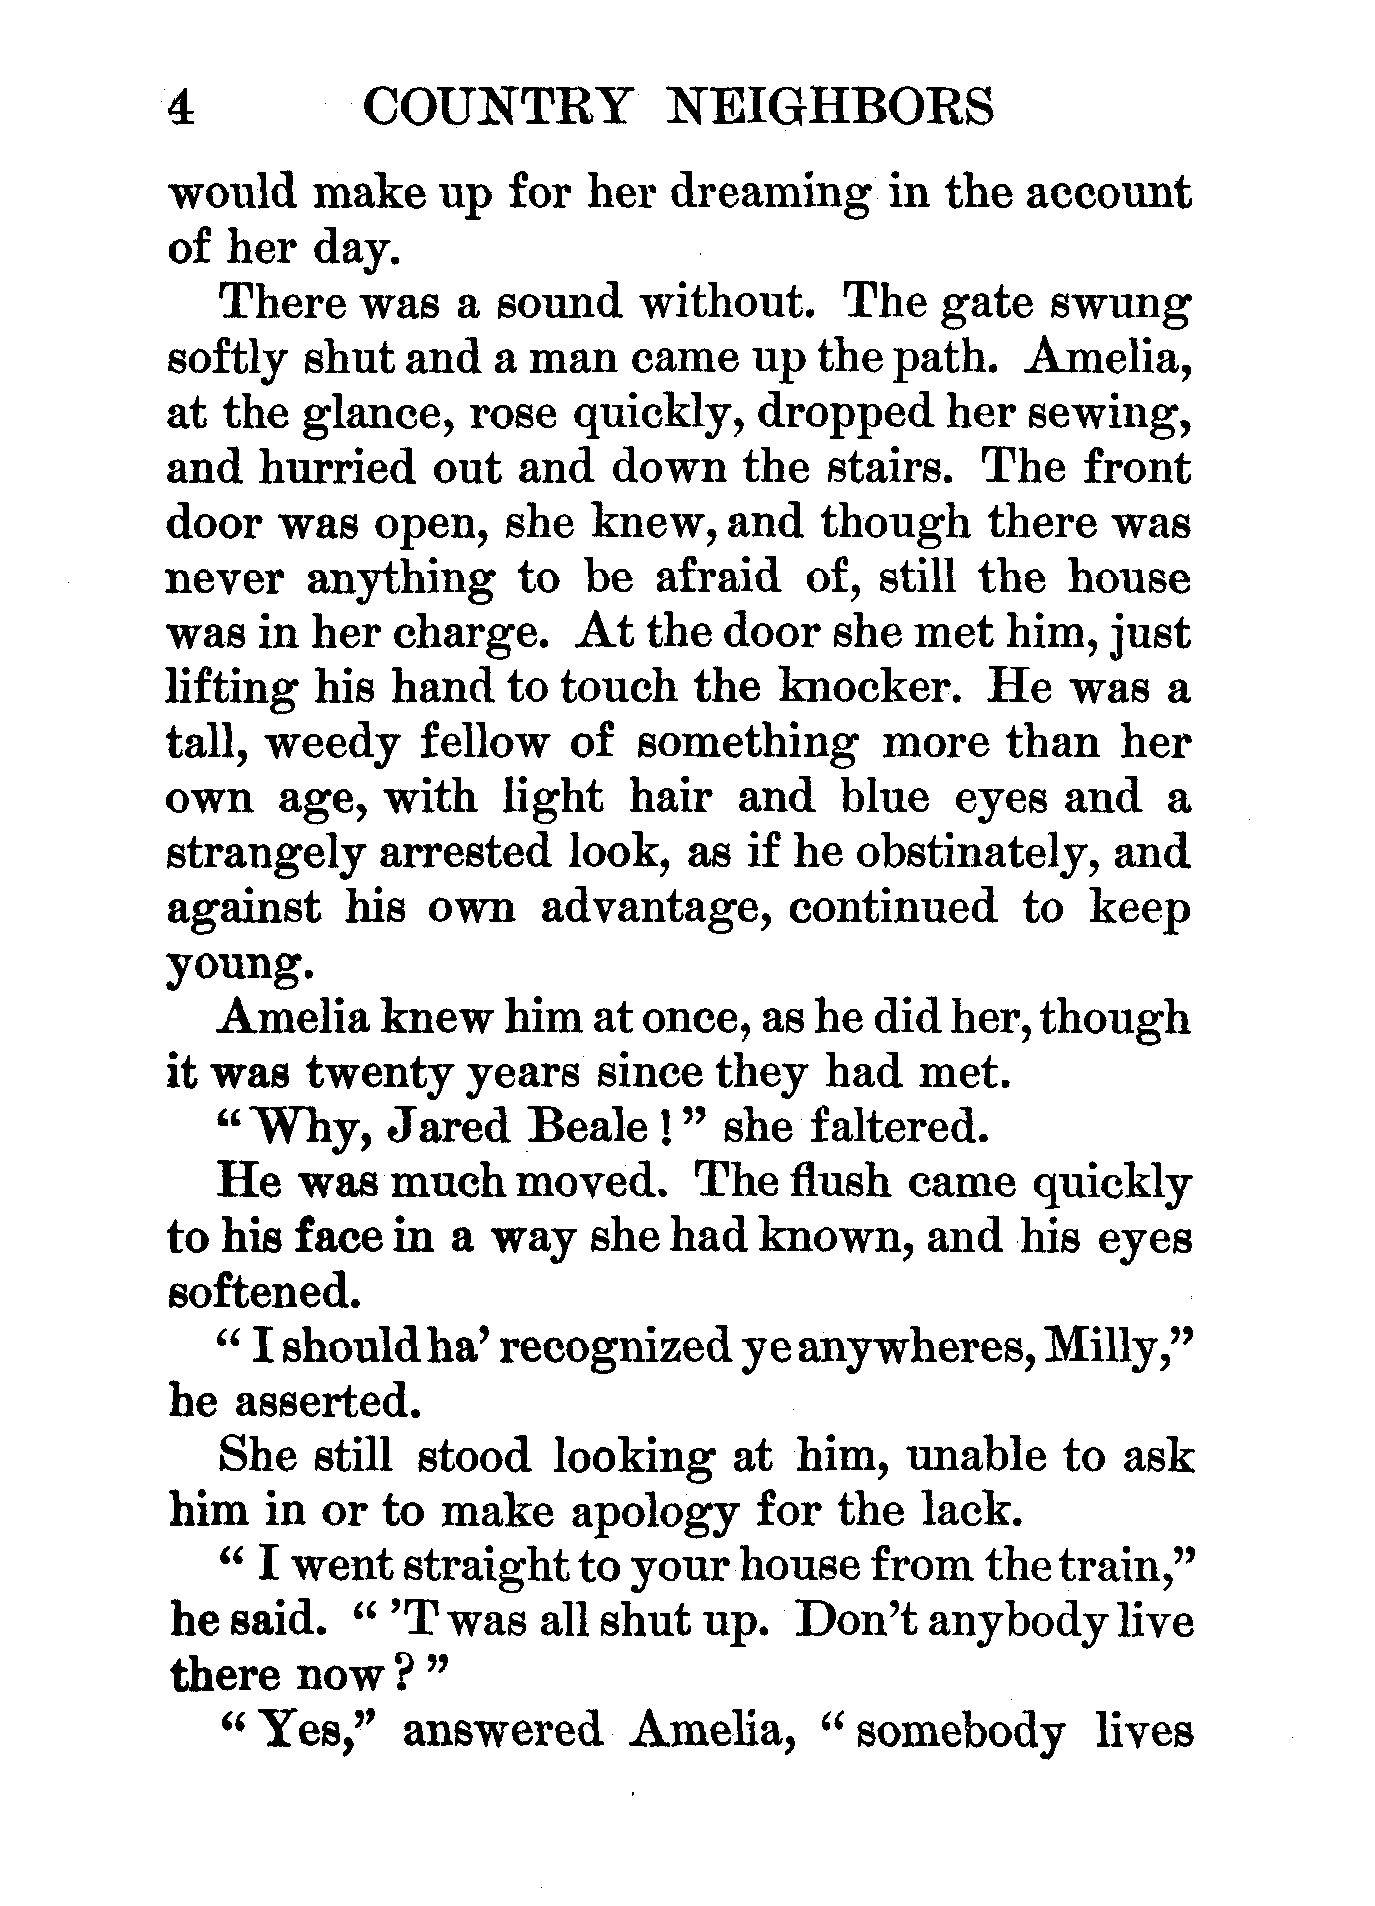 4 COUNTRY NEIGHBORS
would make up for her dreaming in the account
of her day.
There was a sound without. The gate swung
softly shut and a man came up the path. Amelia,
at the glance, rose quickly, dropped her sewing,
and hurried out and down the stairs. The front
door was open, she knew, and though there was
never anything to be afraid of, still the house
was in her charge. At the door she met him, just
lifting his hand to touch the knocker. He was a
tall, weedy fellow of something more than her
own age, with light hair and blue eyes and a
strangely arrested look, as if he obstinately, and
against his own advantage, continued to keep
young.
Amelia knew him at once, as he did her, though
it was twenty years since they had met.
“Why, Jared Beale!” she faltered.
He was much moved. The flush came quickly
to his face in a way she had known, and his eyes
softened.
“I should ha’ recognized ye anywheres, Milly,”
he asserted.
She still stood looking at him, unable to ask
him in or to make apology for the lack.
“I went straight to your house from the train,”
he said. “’T was all shut up. Don’t anybody live
there now?”
“Yes,” answered Amelia, “somebody lives